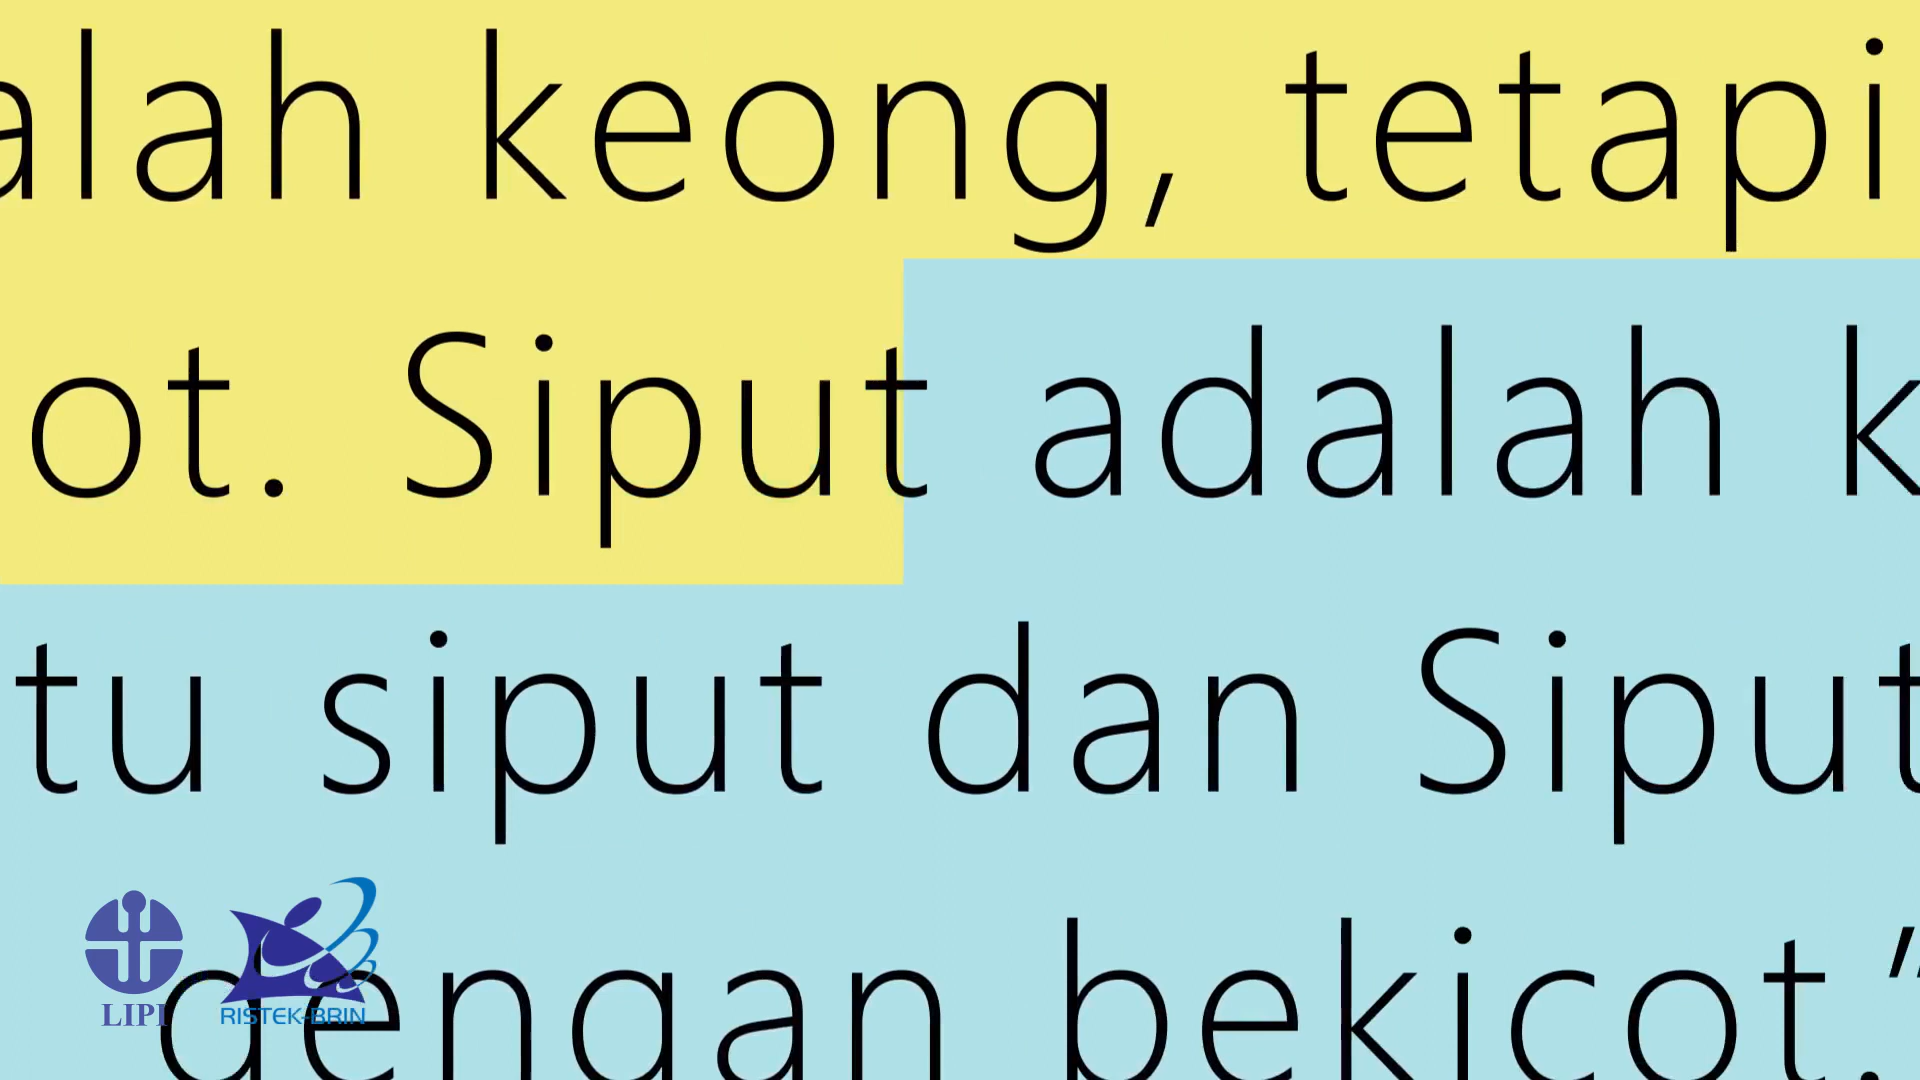 alah keong, tetapi
ot. Siput adalah k
tu siput dan Siput
dengan bekicot."
LIPI
RISTEK-BRIN